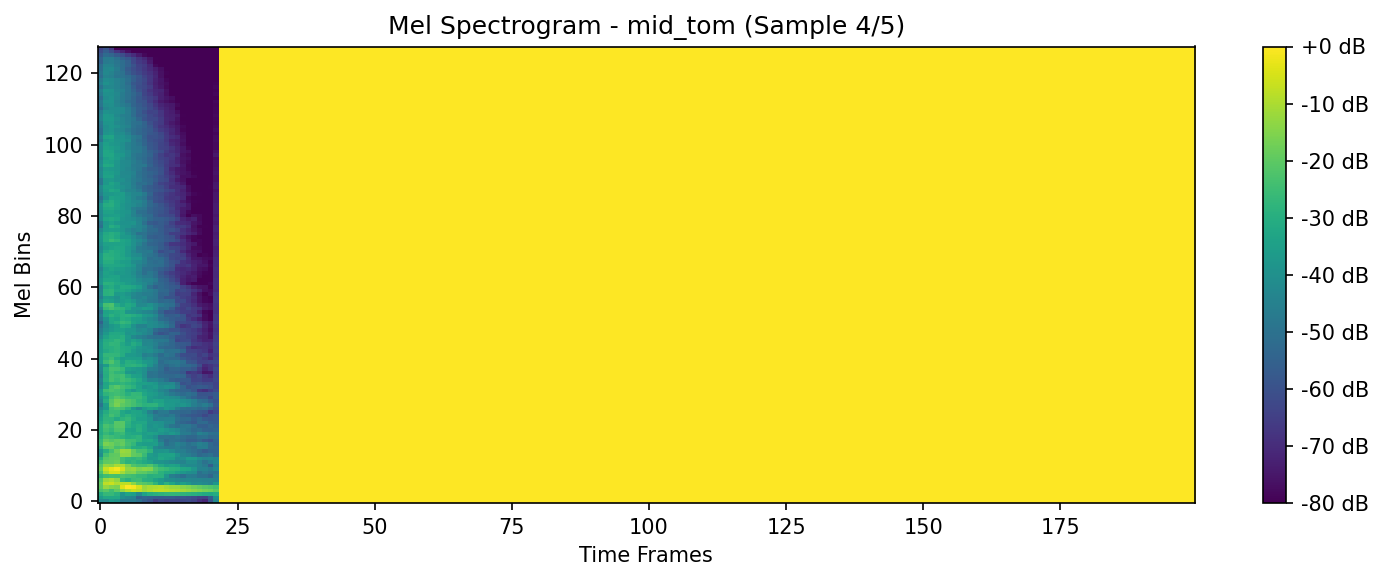 Mel Spectrogram - mid_tom (Sample 4/5)
Mel Bins
120
100
80
60
40
20
0
0 25 50 75 100 125 150 175
Time Frames
+0 dB
-10 dB
-20 dB
-30 dB
-40 dB
-50 dB
-60 dB
-70 dB
-80 dB